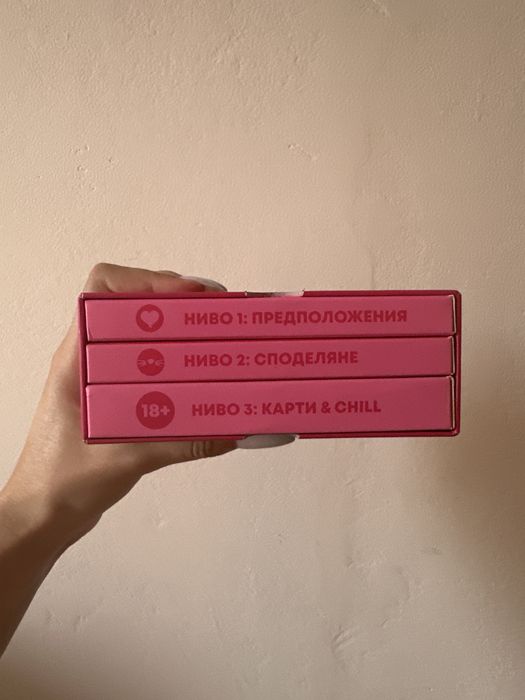 НИВО 1: ПРЕДПОЛОЖЕНИЯ
НИВО 2: СПОДЕЛЯНЕ
18+ НИВО 3: КАРТИ & CHILL